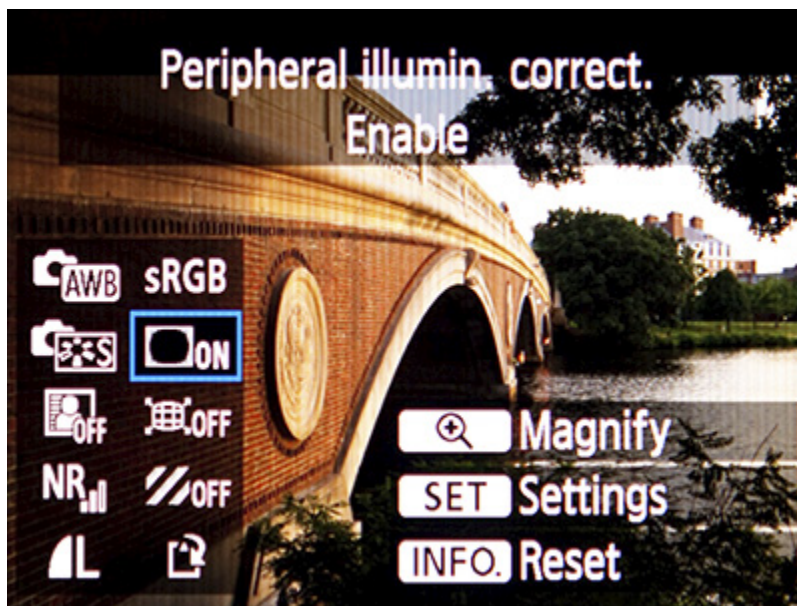 Peripheral illumin. correct.
Enable
AWB sRGB
S ON
OFF OFF
NR OFF
L
Magnify
SET Settings
INFO. Reset